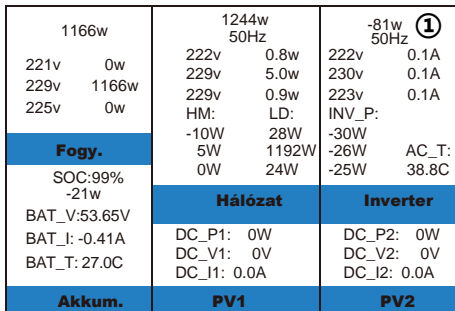 1166w
221v 0w
229v 1166w
225v 0w
Fogy.
SOC:99%
-21w
BAT_V:53.65V
BAT_I: -0.41A
BAT_T: 27.0C
Akkum.
1244w
50Hz
222v 0.8w
229v 5.0w
229v 0.9w
HM: LD:
-10W 28W
5W 1192W
0W 24W
Hálózat
DC_P1: 0W
DC_V1: 0V
DC_I1: 0.0A
PV1
-81w ①
50Hz
222v 0.1A
230v 0.1A
223v 0.1A
INV_P:
-30W
-26W AC_T:
-25W 38.8C
Inverter
DC_P2: 0W
DC_V2: 0V
DC_I2: 0.0A
PV2